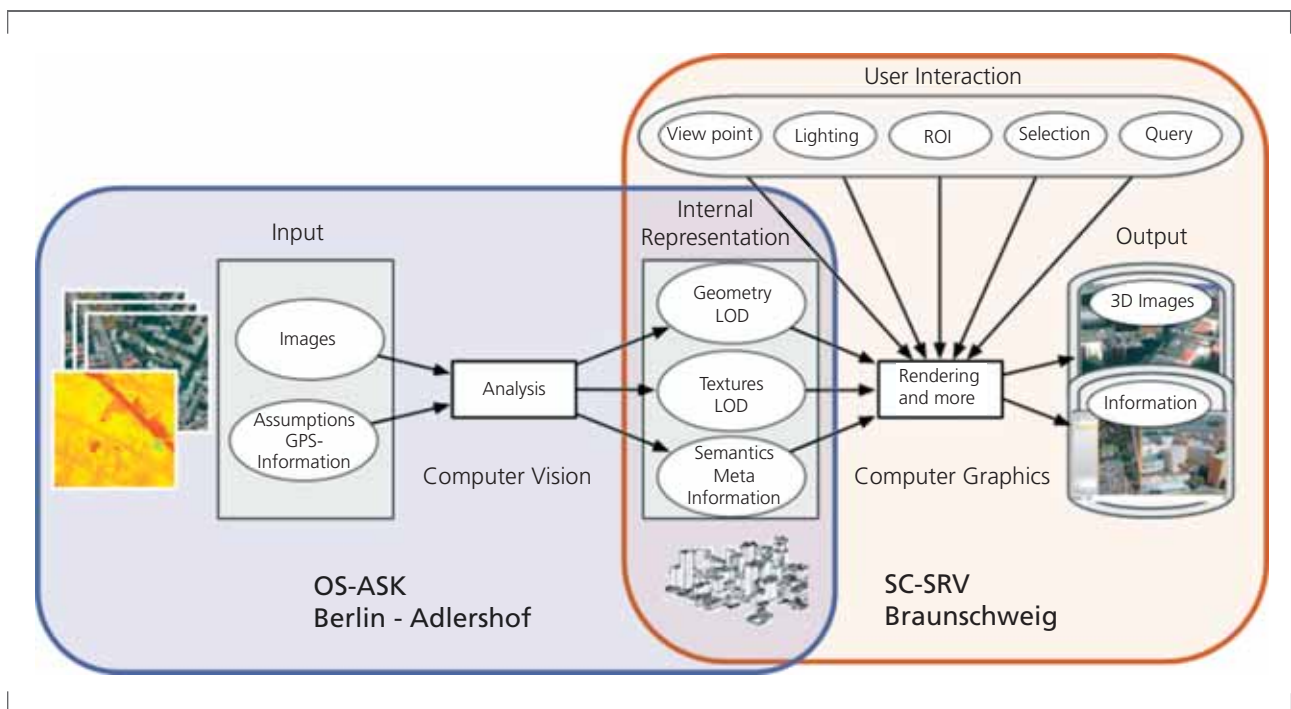 User Interaction
View point
Lighting
ROI
Selection
Query
Input
Internal
Representation
Output
Images
Assumptions
GPS-
Information
Analysis
Geometry
LOD
Textures
LOD
Semantics
Meta
Information
Rendering
and more
3D Images
Information
Computer Vision
Computer Graphics
OS-ASK
Berlin - Adlershof
SC-SRV
Braunschweig